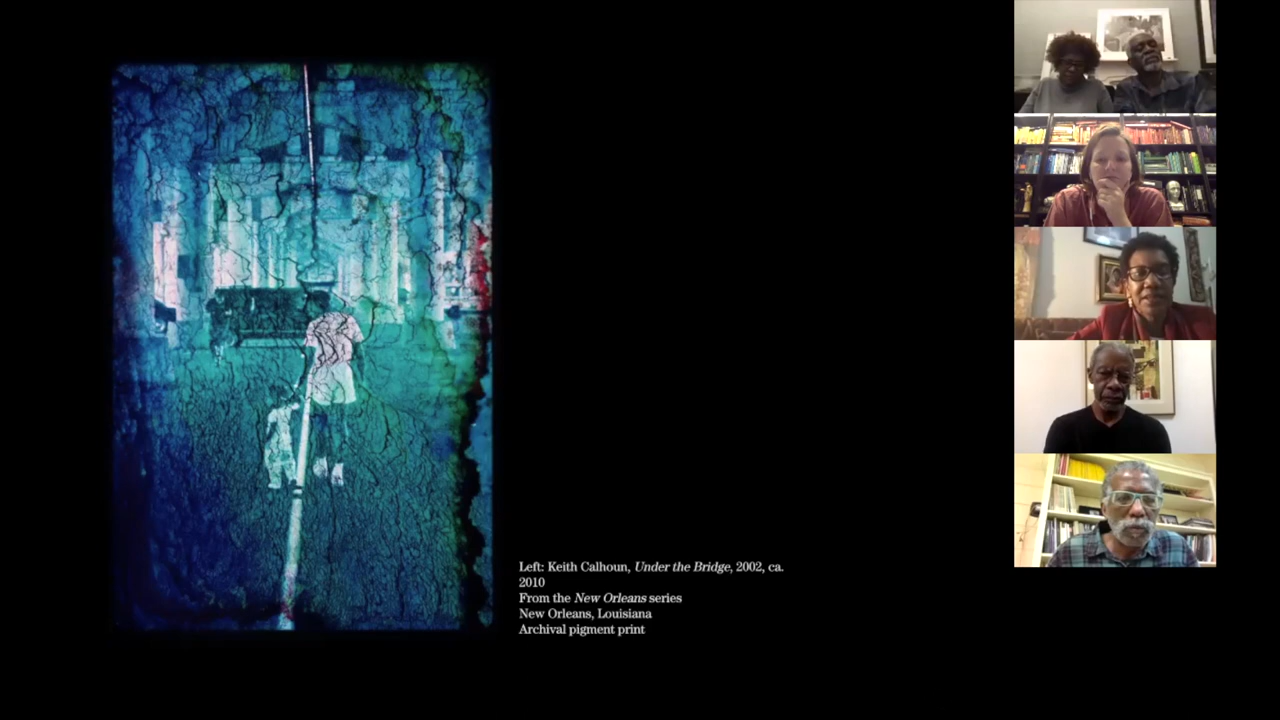 Left: Keith Calhoun, Under the Bridge, 2002, ca.
2010
From the New Orleans series
New Orleans, Louisiana
Archival pigment print